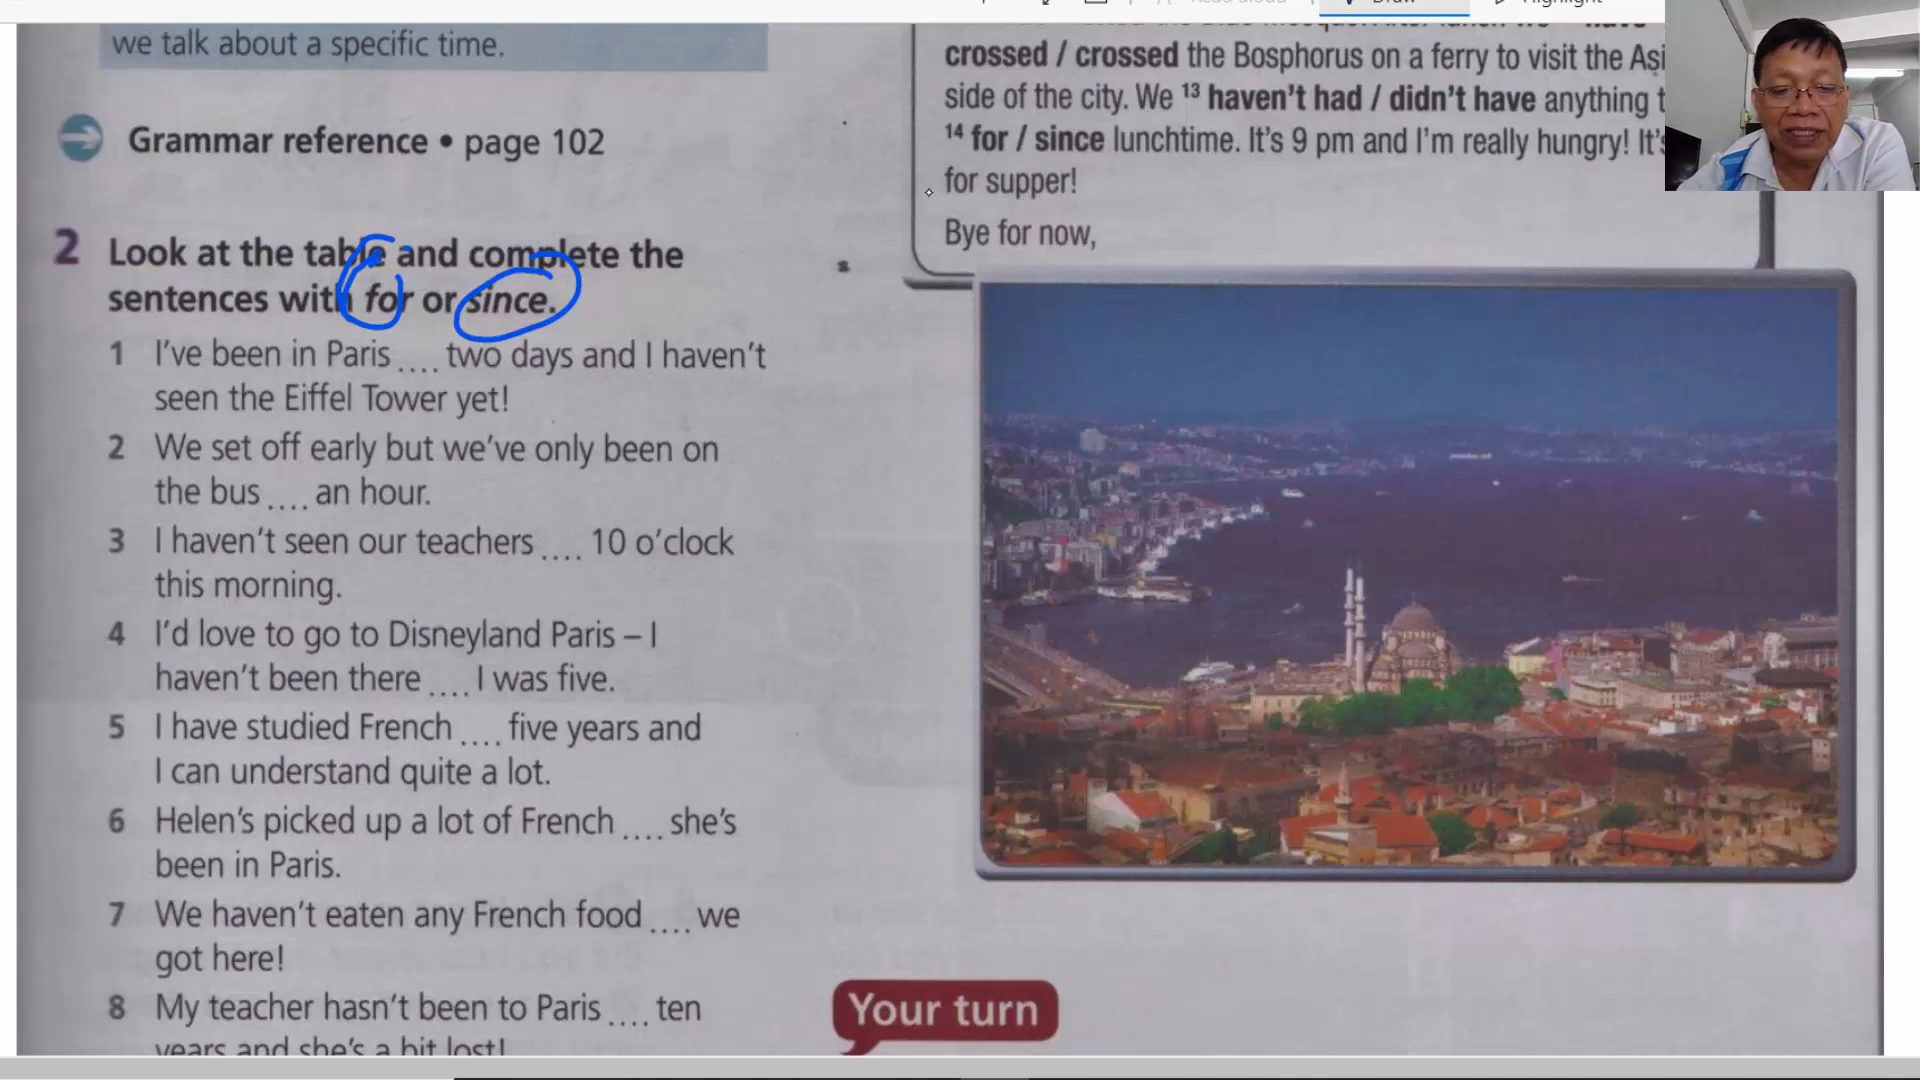 we talk about a specific time.
Grammar reference • page 102
2 Look at the table and complete the
sentences with for or since.
1 I've been in Paris .... two days and I haven't
seen the Eiffel Tower yet!
2 We set off early but we've only been on
the bus .... an hour.
3 I haven't seen our teachers .... 10 o'clock
this morning.
4 I'd love to go to Disneyland Paris – I
haven't been there .... I was five.
5 I have studied French .... five years and
I can understand quite a lot.
6 Helen's picked up a lot of French .... she's
been in Paris.
7 We haven't eaten any French food .... we
got here!
8 My teacher hasn't been to Paris .... ten
years and she's a bit lost!
crossed / crossed the Bosphorus on a ferry to visit the Asi
side of the city. We 13 haven't had / didn't have anything t
14 for / since lunchtime. It's 9 pm and I'm really hungry! It's
for supper!
Bye for now,
s
Your turn